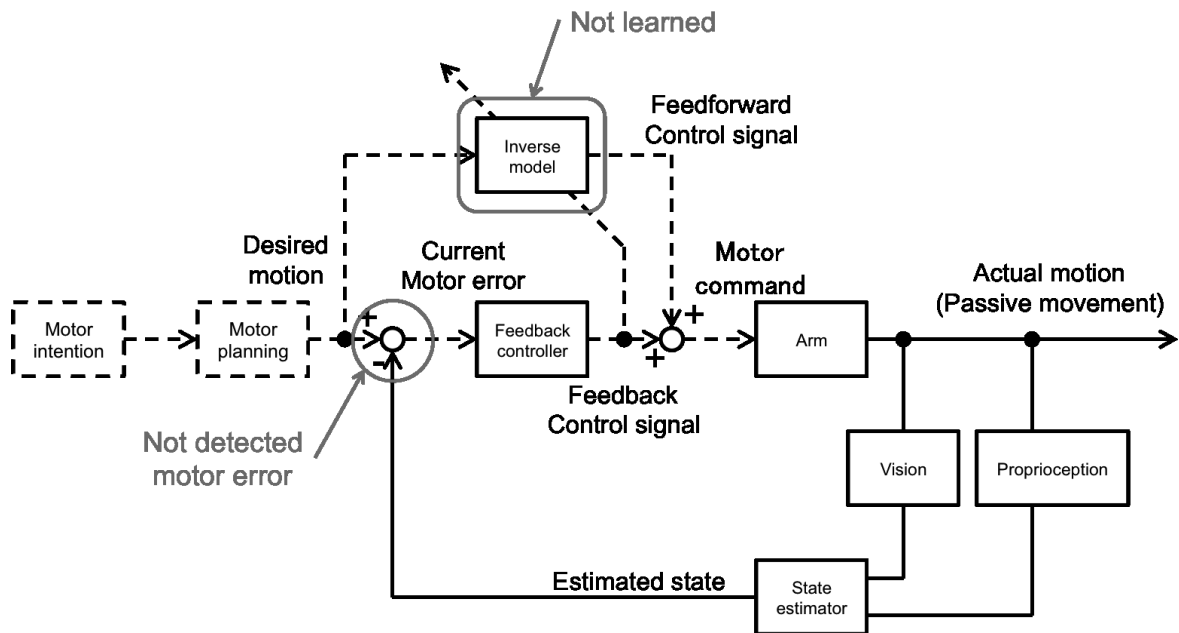 Not learned
Feedforward
Control signal
Inverse
model
Desired
motion
Current
Motor error
Motor
command
Actual motion
(Passive movement)
Motor
intention
Motor
planning
+
-
Feedback
controller
+
+
Arm
Feedback
Control signal
Not detected
motor error
Vision
Proprioception
Estimated state
State
estimator